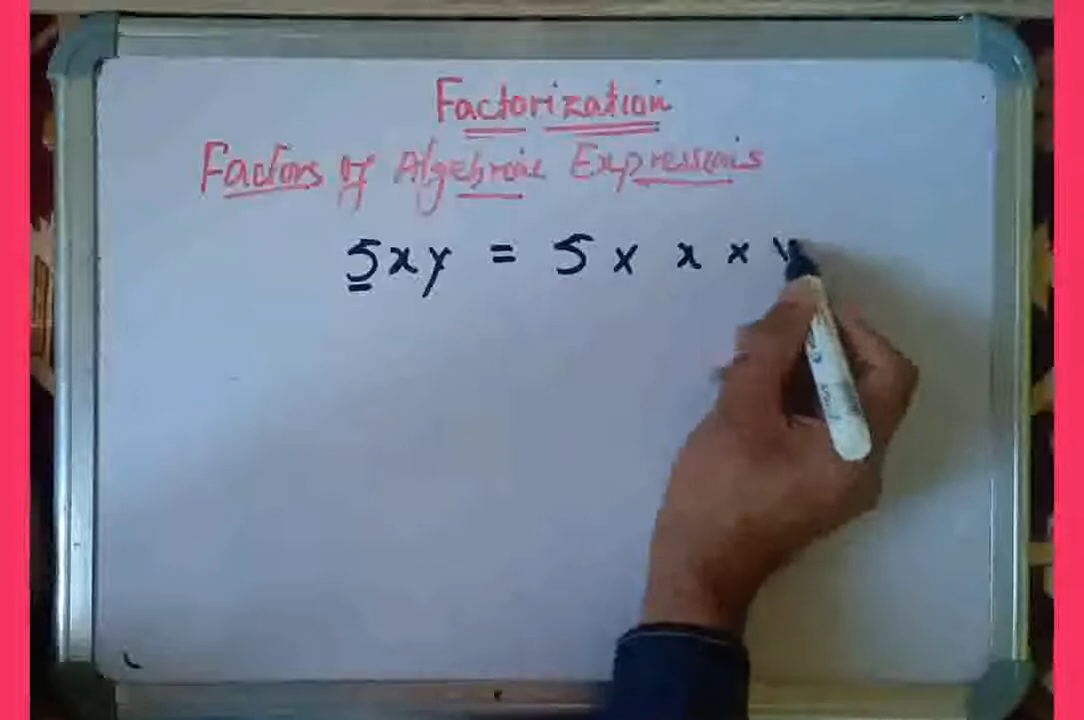 Factorization
Factors of Algebraic Expressions
5xy = 5 × x × y